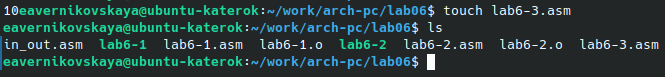 10eavernikovskaya@ubuntu-katerok:~/work/arch-pc/lab06$ touch lab6-3.asm
eavernikovskaya@ubuntu-katerok:~/work/arch-pc/lab06$ ls
in_out.asm  lab6-1  lab6-1.asm  lab6-1.o  lab6-2  lab6-2.asm  lab6-2.o  lab6-3.asm
eavernikovskaya@ubuntu-katerok:~/work/arch-pc/lab06$